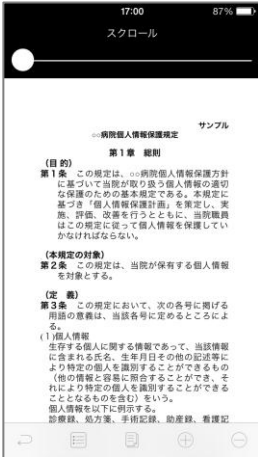 17:00
87%
スクロール
サンプル
○○病院個人情報保護規定
第1章 総則
(目的)
第1条 この規定は、○○病院個人情報保護方針
に基づいて当院が取り扱う個人情報の適切
な保護のための基本規定である。本規定に
基づき「個人情報保護計画」を策定し、実
施、評価、改善を行うとともに、当院職員
はこの規定に従って個人情報を保護してい
かなければならない。
(本規定の対象)
第2条 この規定は、当院が保有する個人情報
を対象とする。
(定 義)
第3条 この規定において、次の各号に掲げる
用語の意義は、当該各号に定めるところによ
る。
(1)個人情報
生存する個人に関する情報であって、当該情報
に含まれる氏名、生年月日その他の記述等に
より特定の個人を識別することができるもの
(他の情報と容易に照合することができ、そ
れにより特定の個人を識別することができる
こととなるものを含む)をいう。
個人情報を以下に例示する。
診療録、処方箋、手術記録、助産録、看護記